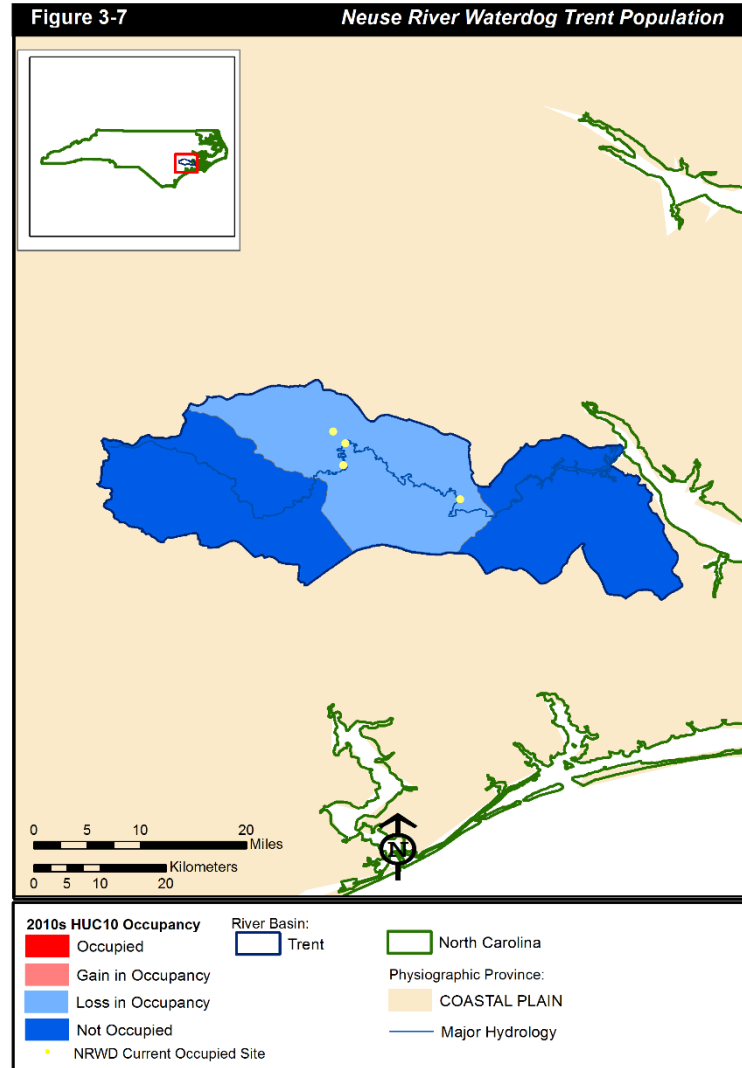 Figure 3-7 Neuse River Waterdog Trent Population
0 5 10 20
Miles
Kilometers
0 5 10 20
N
2010s HUC10 Occupancy
Occupied
Gain in Occupancy
Loss in Occupancy
Not Occupied
NRWD Current Occupied Site
River Basin:
Trent
North Carolina
Physiographic Province:
COASTAL PLAIN
Major Hydrology